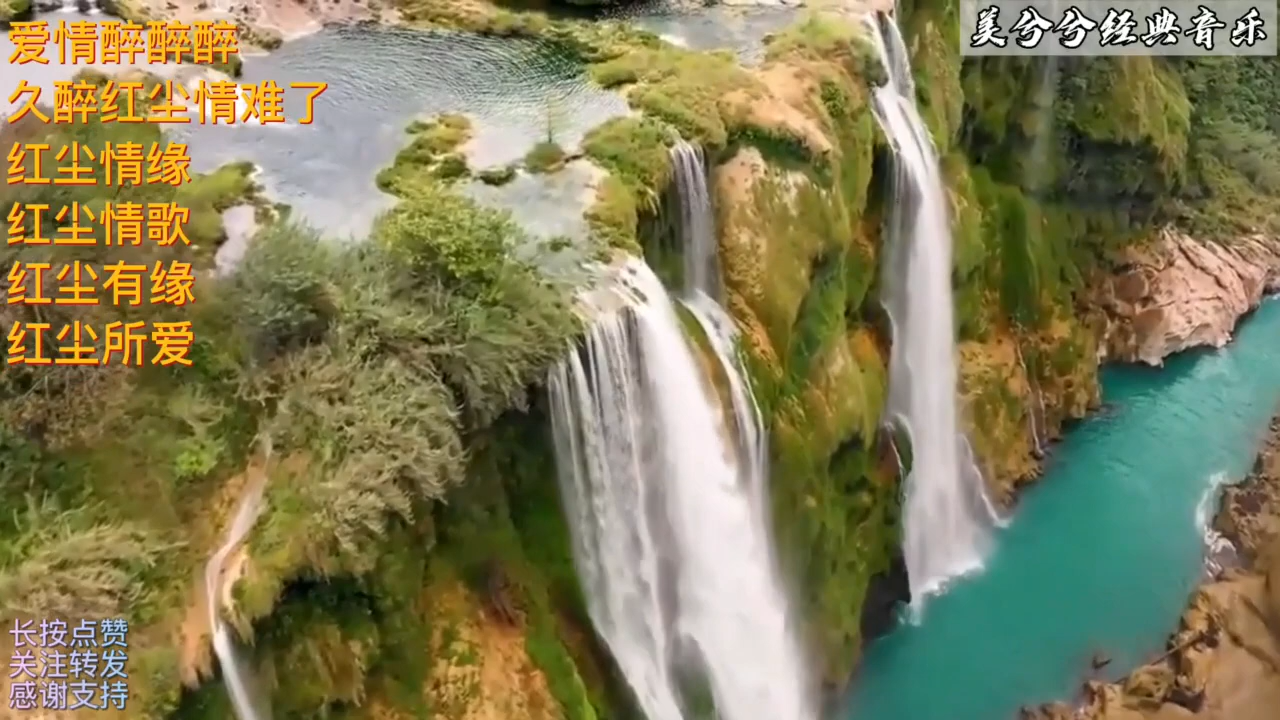 美兮兮经典音乐
爱情醉醉醉
久醉红尘情难了
红尘情缘
红尘情歌
红尘有缘
红尘所爱
长按点赞
关注转发
感谢支持